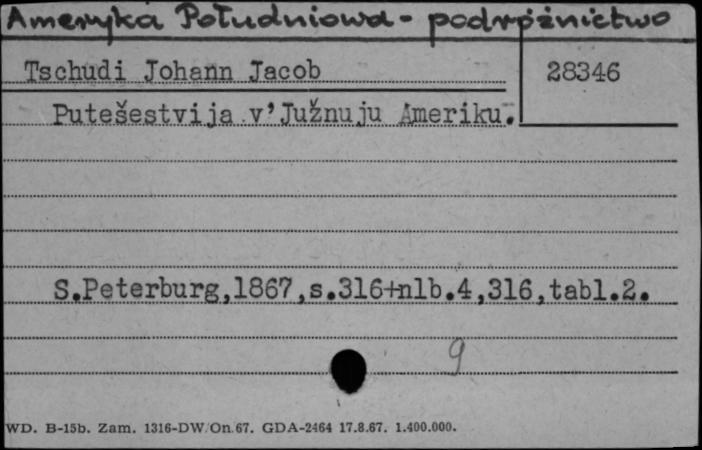 Ameryka Południowa - podróżnictwo
Tschudi Johann Jacob
28346
Putešestvija v'Južnuju Ameriku.
S.Peterburg,1867,s.316+nlb.4,316,tabl.2.
9
WD. B-15b. Zam. 1316-DW/On.67. GDA-2464 17.8.67. 1.400.000.